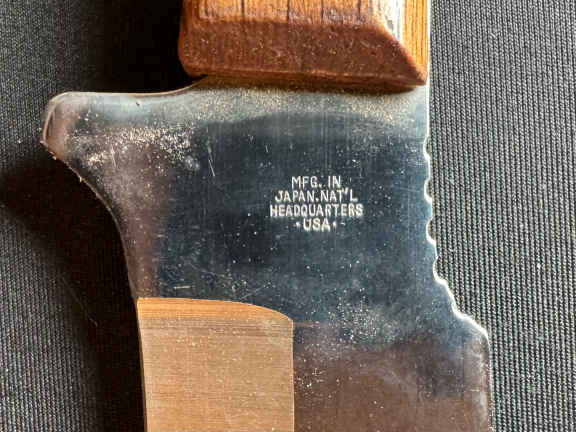 MFG. IN
JAPAN.NAT'L
HEADQUARTERS
·USA·